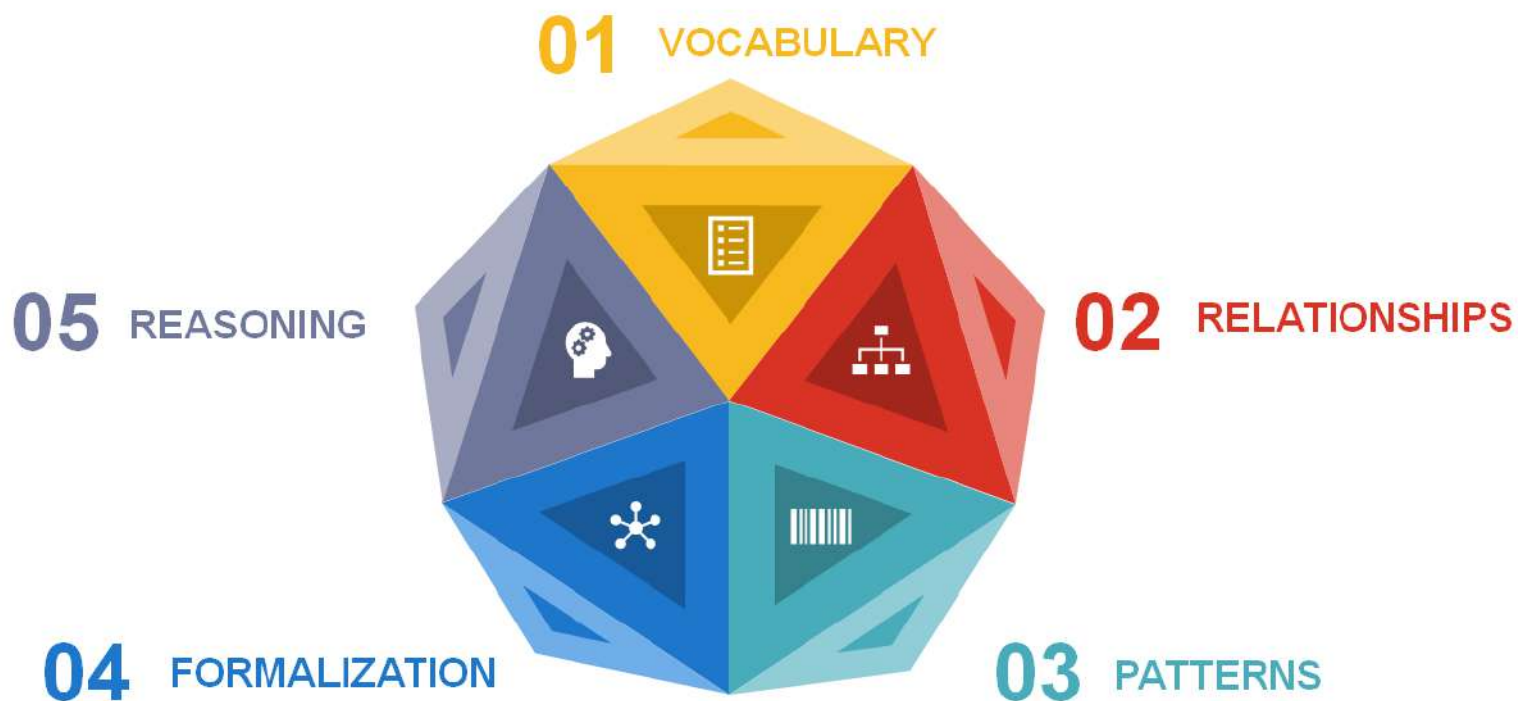 01 VOCABULARY
02 RELATIONSHIPS
03 PATTERNS
04 FORMALIZATION
05 REASONING